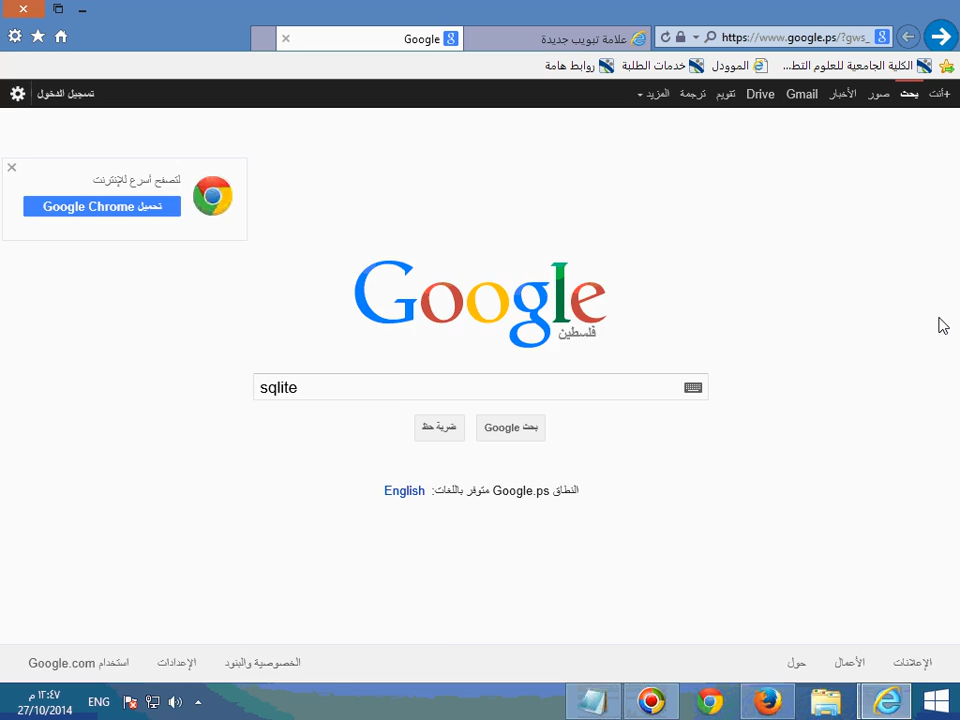 https://www.google.ps/?gws_
علامة تبويب جديدة
Google
الكلية الجامعية للعلوم التط...
الموودل
خدمات الطلبة
روابط هامة
+أنت
بحث
صور
الأخبار
Gmail
Drive
تقويم
ترجمة
المزيد
تسجيل الدخول
لتصفح أسرع للإنترنت
تحميل Google Chrome
Google
فلسطين
sqlite
بحث Google
ضربة حظ
النطاق Google.ps متوفر باللغات: English
الإعلانات
الأعمال
حول
الخصوصية والبنود
الإعدادات
استخدام Google.com
ENG
١٢:٤٧ م
27/10/2014